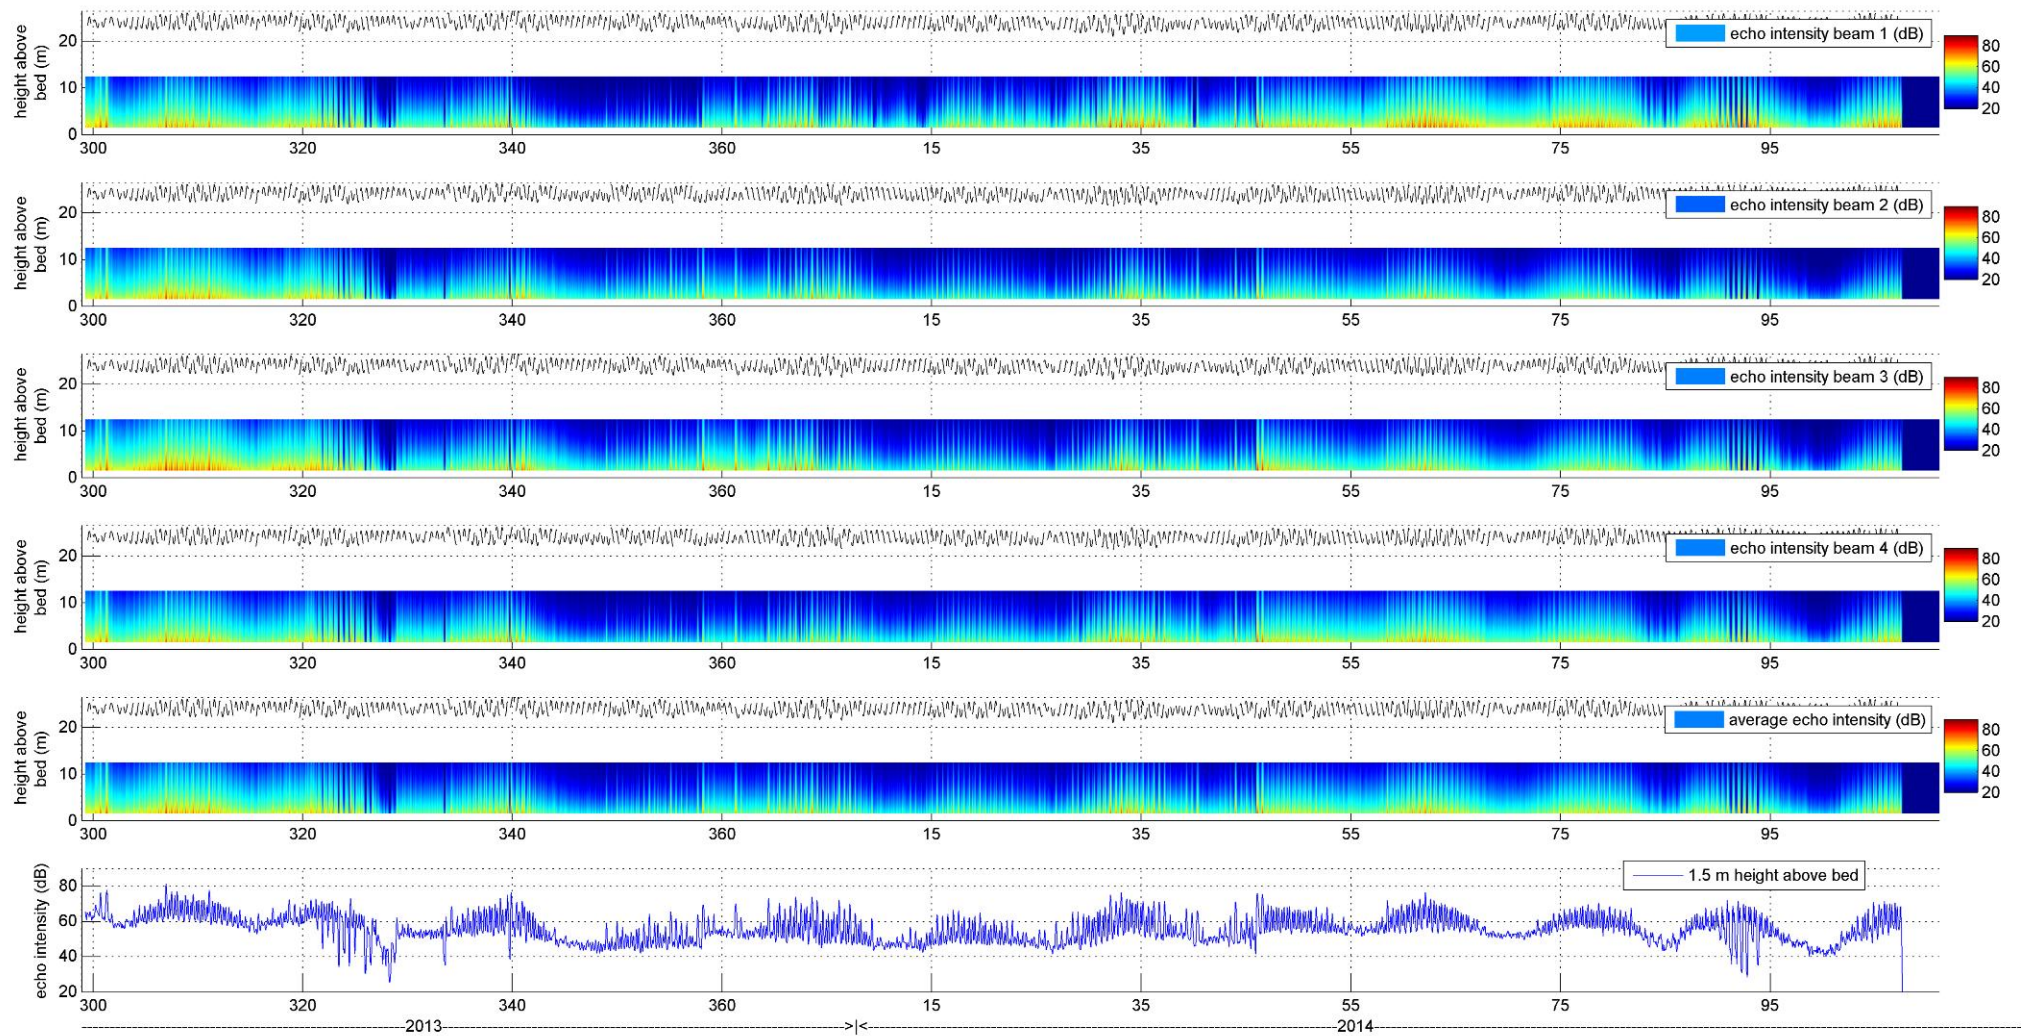 height above
bed (m)
20
10
0
echo intensity beam 1 (dB)
80
60
40
20
300 320 340 360 15 35 55 75 95
height above
bed (m)
20
10
0
echo intensity beam 2 (dB)
80
60
40
20
300 320 340 360 15 35 55 75 95
height above
bed (m)
20
10
0
echo intensity beam 3 (dB)
80
60
40
20
300 320 340 360 15 35 55 75 95
height above
bed (m)
20
10
0
echo intensity beam 4 (dB)
80
60
40
20
300 320 340 360 15 35 55 75 95
height above
bed (m)
20
10
0
average echo intensity (dB)
80
60
40
20
300 320 340 360 15 35 55 75 95
echo intensity (dB)
80
60
40
20
1.5 m height above bed
300 320 340 360 15 35 55 75 95
2013 >|< 2014